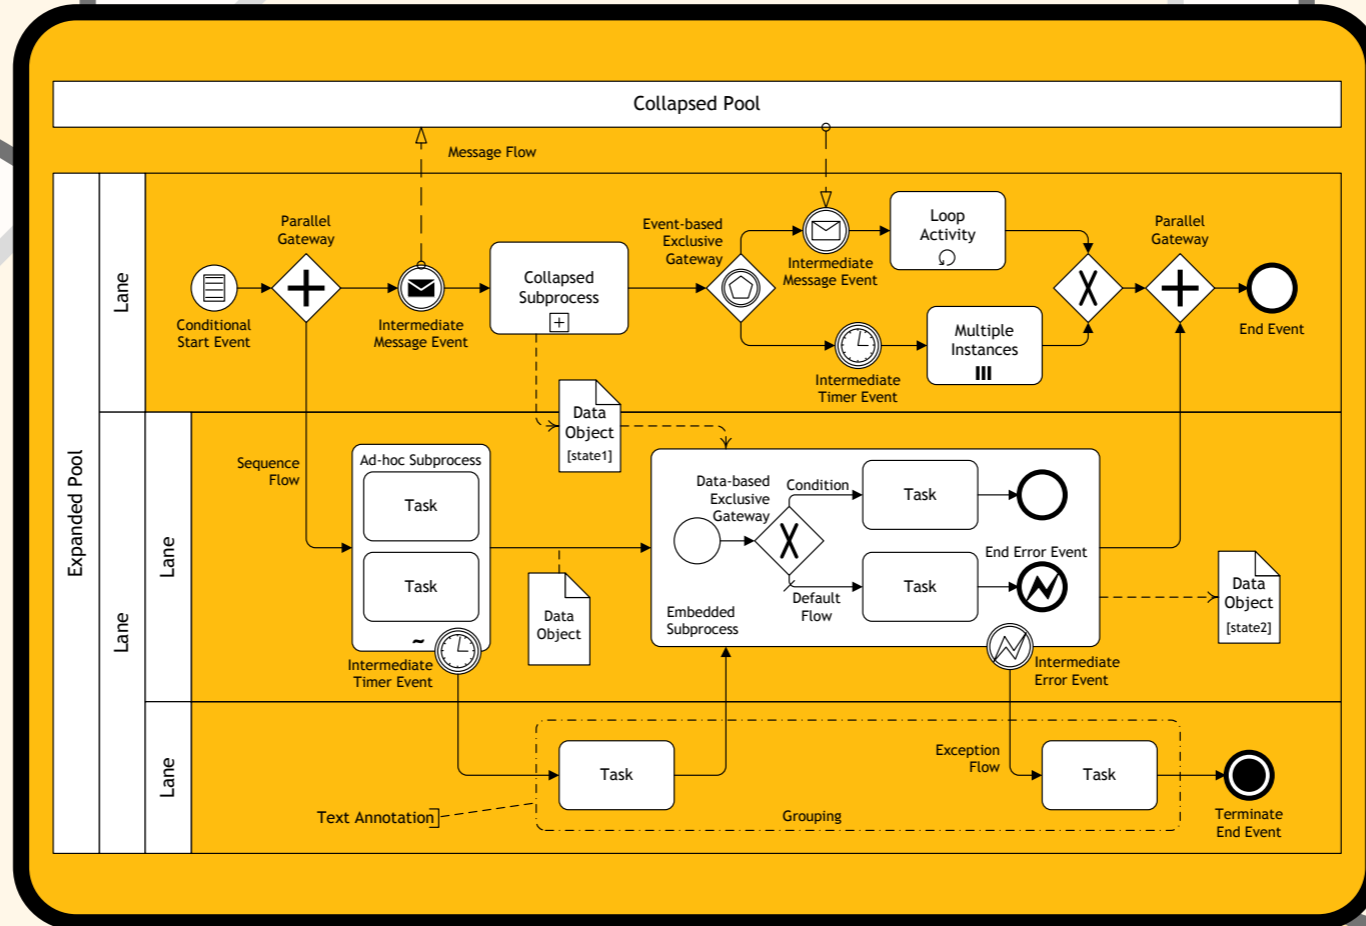 Collapsed Pool
Message Flow
Expanded Pool
Lane
Parallel
Gateway
Conditional
Start Event
Intermediate
Message Event
Collapsed
Subprocess
Event-based
Exclusive
Gateway
Intermediate
Message Event
Loop
Activity
Intermediate
Timer Event
Multiple
Instances
Parallel
Gateway
End Event
Lane
Lane
Sequence
Flow
Ad-hoc Subprocess
Task
Task
~
Intermediate
Timer Event
Data
Object
[state1]
Data
Object
Data-based
Exclusive
Gateway
Condition
Task
Default
Flow
Task
End Error Event
Embedded
Subprocess
Intermediate
Error Event
Data
Object
[state2]
Lane
Task
Text Annotation
Grouping
Exception
Flow
Task
Terminate
End Event